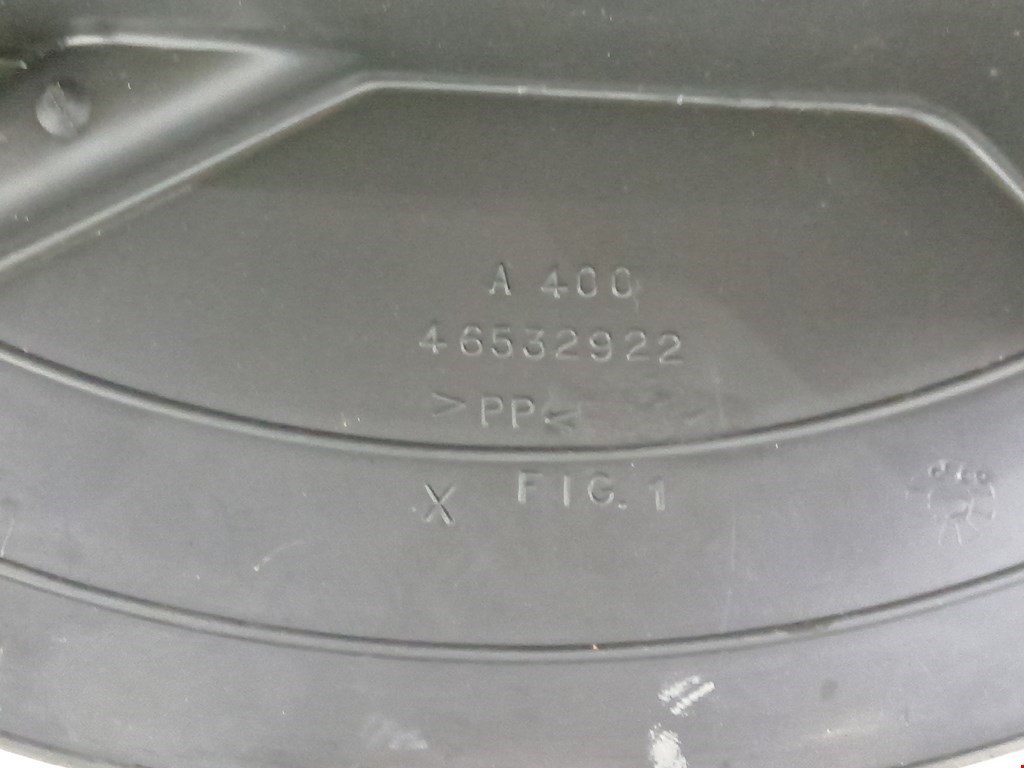 A 400
46532922
>PP<
X FIG. 1